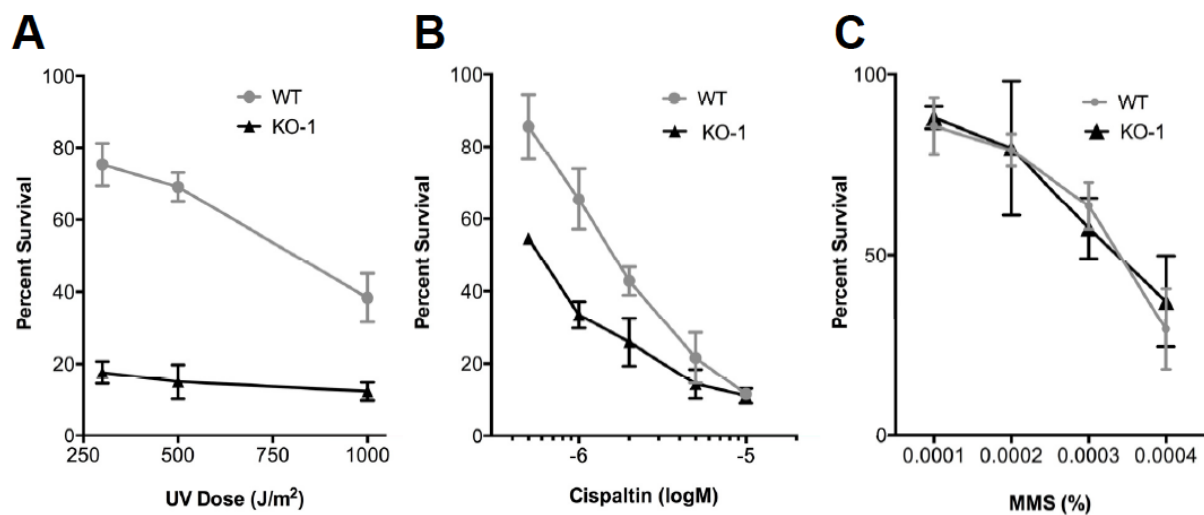 A
100
80
60
40
20
0
Percent Survival
WT
KO-1
250 500 750 1000
UV Dose (J/m²)
B
100
80
60
40
20
0
Percent Survival
WT
KO-1
-6 -5
Cispaltin (logM)
C
100
50
0
Percent Survival
WT
KO-1
0.0001 0.0002 0.0003 0.0004
MMS (%)